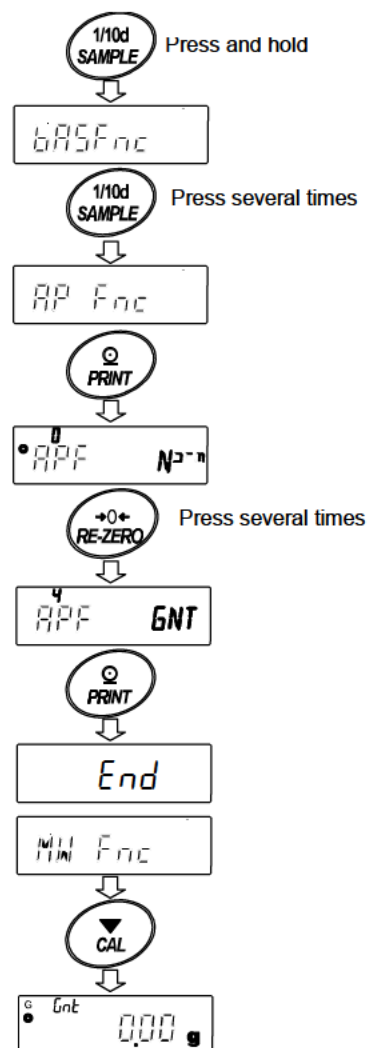 1/10d
SAMPLE Press and hold
bASFnc
1/10d
SAMPLE Press several times
AP Fnc
PRINT
0
APF
→0←
RE-ZERO Press several times
4
APF GNT
PRINT
End
MW Fnc
CAL
G Gnt
0.00 g